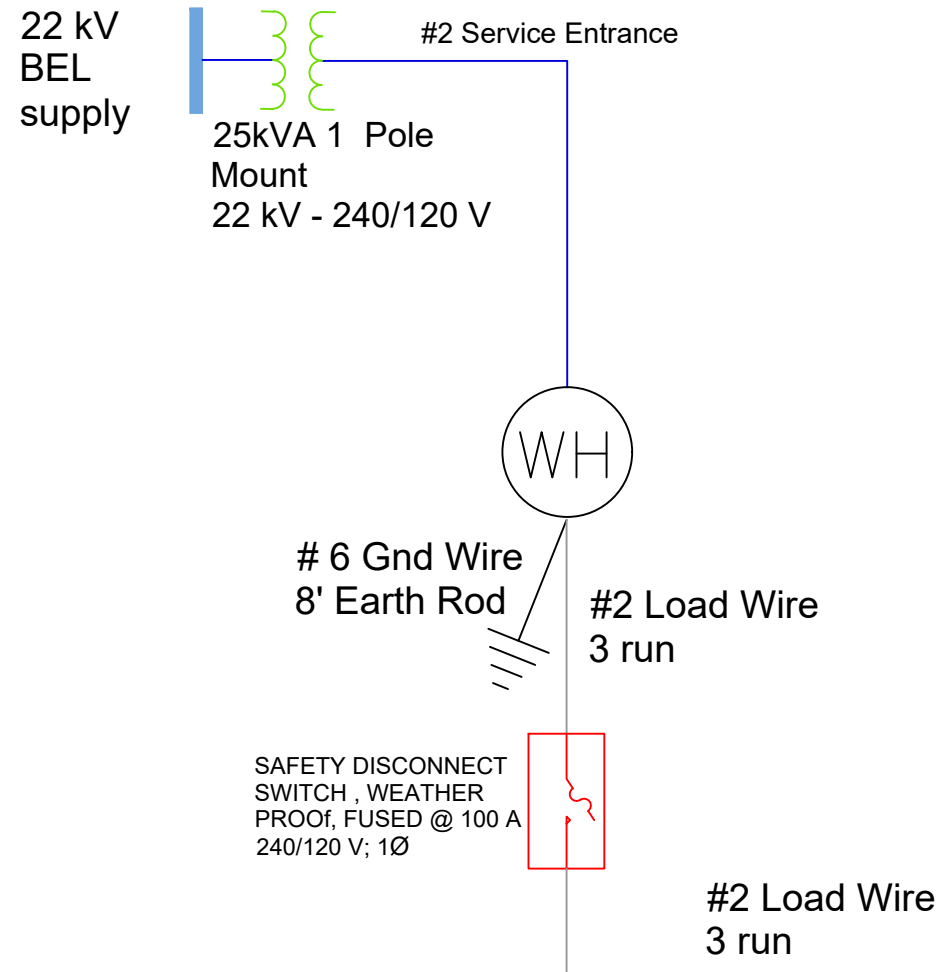 22 kV
BEL
supply
#2 Service Entrance
25kVA 1 Pole
Mount
22 kV - 240/120 V
WH
# 6 Gnd Wire
8' Earth Rod
#2 Load Wire
3 run
SAFETY DISCONNECT
SWITCH , WEATHER
PROOf, FUSED @ 100 A
240/120 V; 1Ø
#2 Load Wire
3 run